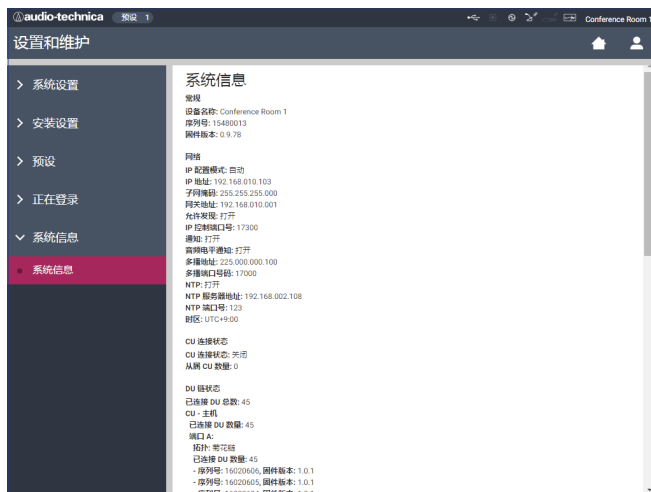 audio-technica 预设 1
Conference Room 1
设置和维护
系统设置
安装设置
预设
正在登录
系统信息
系统信息
系统信息
常规
设备名称: Conference Room 1
序列号: 15480013
固件版本: 0.9.78
网络
IP 配置模式: 自动
IP 地址: 192.168.010.103
子网掩码: 255.255.255.000
网关地址: 192.168.010.001
允许发现: 打开
IP 控制端口号: 17300
通知: 打开
音频电平通知: 打开
多播地址: 225.000.000.100
多播端口号码: 17000
NTP: 打开
NTP 服务器地址: 192.168.002.108
NTP 端口号: 123
时区: UTC+9:00
CU 连接状态
CU 连接状态: 关闭
从属 CU 数量: 0
DU 链状态
已连接 DU 总数: 45
CU - 主机
已连接 DU 数量: 45
端口 A:
拓扑: 菊花链
已连接 DU 数量: 45
- 序列号: 16020606, 固件版本: 1.0.1
- 序列号: 16020605, 固件版本: 1.0.1